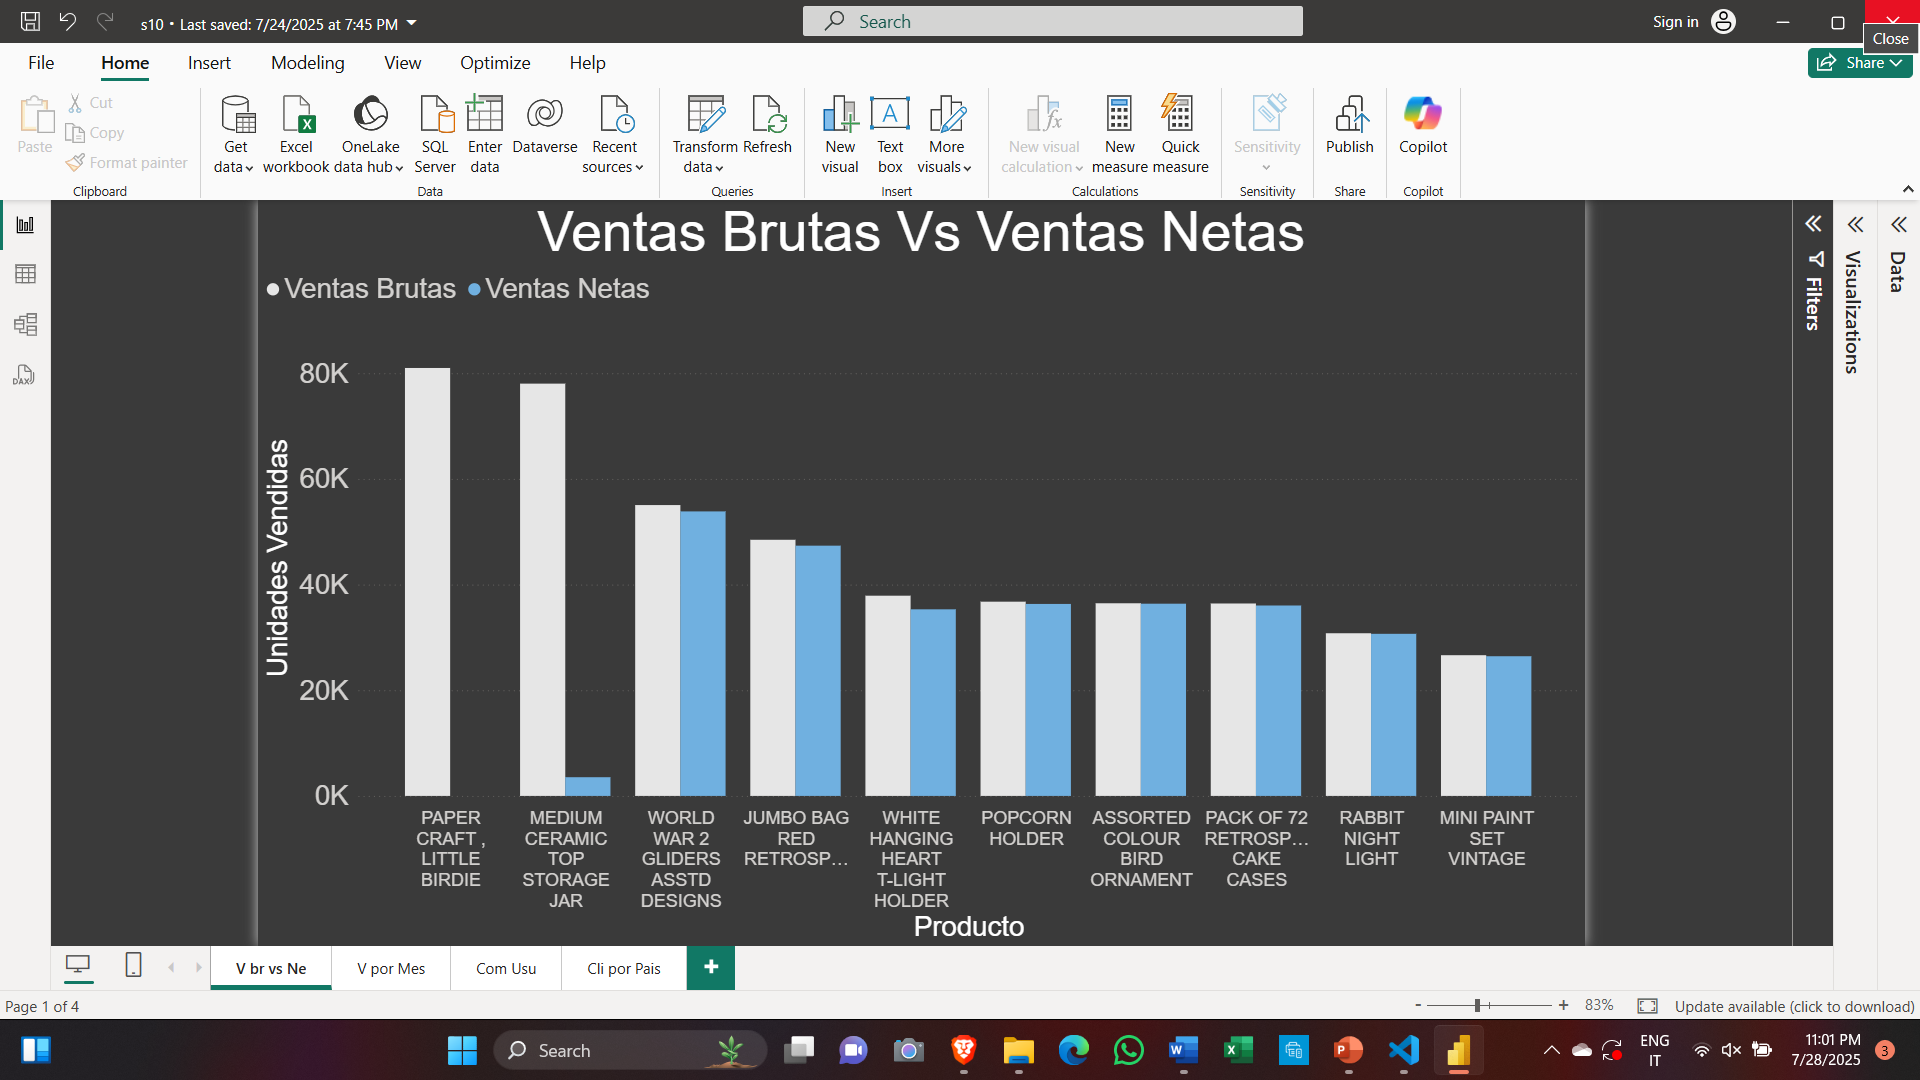 s10 • Last saved: 7/24/2025 at 7:45 PM
Search
Sign in
Close
File
Home
Insert
Modeling
View
Optimize
Help
Share
Paste
Cut
Copy
Format painter
Clipboard
Get data
Excel workbook
OneLake data hub
SQL Server
Enter data
Dataverse
Recent sources
Data
Transform data
Refresh
Queries
New visual
Text box
More visuals
Insert
New visual calculation
New measure
Quick measure
Calculations
Sensitivity
Sensitivity
Publish
Share
Copilot
Copilot
DAX
Ventas Brutas Vs Ventas Netas
Ventas Brutas
Ventas Netas
Unidades Vendidas
80K
60K
40K
20K
0K
PAPER
CRAFT ,
LITTLE
BIRDIE
MEDIUM
CERAMIC
TOP
STORAGE
JAR
WORLD
WAR 2
GLIDERS
ASSTD
DESIGNS
JUMBO BAG
RED
RETROSP…
WHITE
HANGING
HEART
T-LIGHT
HOLDER
POPCORN
HOLDER
ASSORTED
COLOUR
BIRD
ORNAMENT
PACK OF 72
RETROSP…
CAKE
CASES
RABBIT
NIGHT
LIGHT
MINI PAINT
SET
VINTAGE
Producto
Filters
Visualizations
Data
V br vs Ne
V por Mes
Com Usu
Cli por Pais
+
Page 1 of 4
- + 83%
Update available (click to download)
Search
ENG
IT
11:01 PM
7/28/2025
3